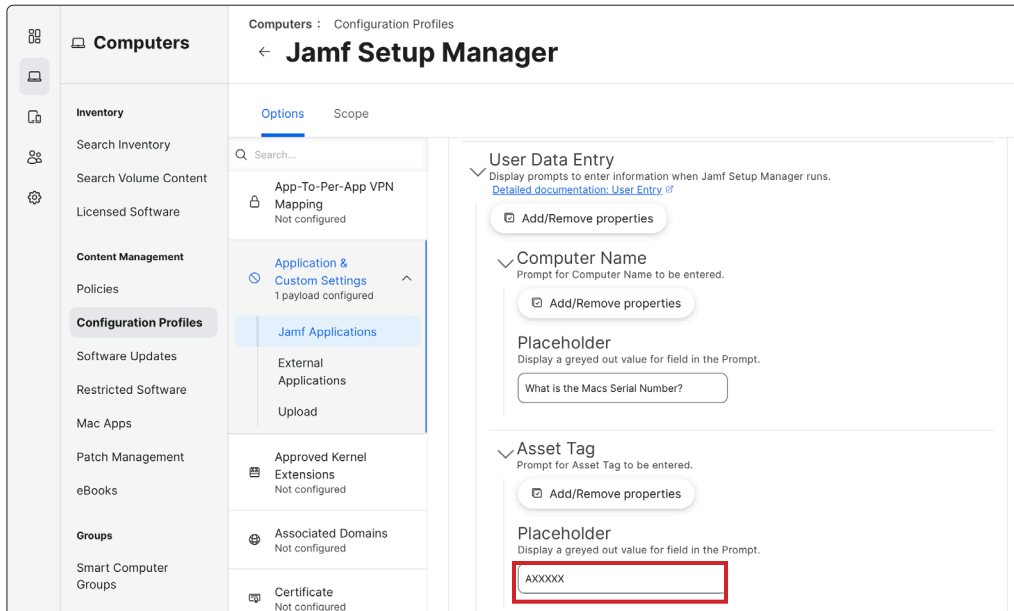 Computers
Inventory
Search Inventory
Search Volume Content
Licensed Software
Content Management
Policies
Configuration Profiles
Software Updates
Restricted Software
Mac Apps
Patch Management
eBooks
Groups
Smart Computer
Groups
Computers : Configuration Profiles
← Jamf Setup Manager
Options Scope
Search...
App-To-Per-App VPN
Mapping
Not configured
Application &
Custom Settings
1 payload configured
Jamf Applications
External
Applications
Upload
Approved Kernel
Extensions
Not configured
Associated Domains
Not configured
Certificate
Not configured
User Data Entry
Display prompts to enter information when Jamf Setup Manager runs.
Detailed documentation: User Entry
Add/Remove properties
Computer Name
Prompt for Computer Name to be entered.
Add/Remove properties
Placeholder
Display a greyed out value for field in the Prompt.
What is the Macs Serial Number?
Asset Tag
Prompt for Asset Tag to be entered.
Add/Remove properties
Placeholder
Display a greyed out value for field in the Prompt.
AXXXXX